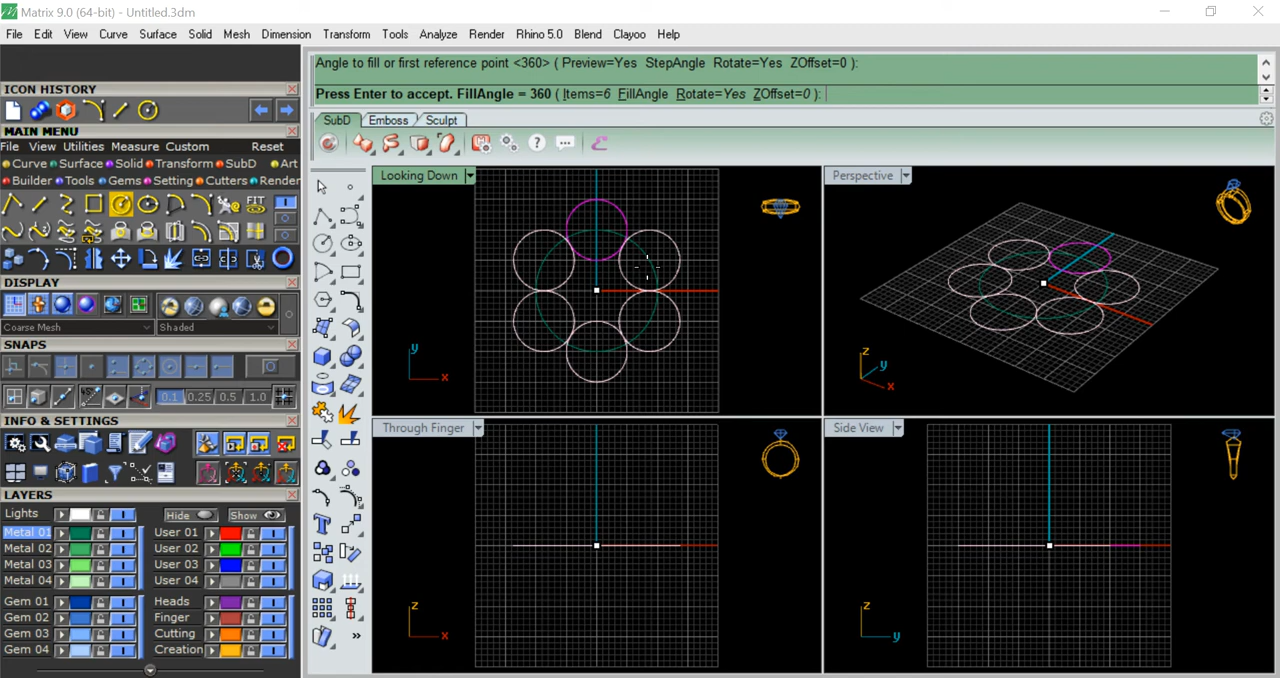 Matrix 9.0 (64-bit) - Untitled.3dm
File Edit View Curve Surface Solid Mesh Dimension Transform Tools Analyze Render Rhino 5.0 Blend Clayoo Help
Angle to fill or first reference point <360> ( Preview=Yes StepAngle Rotate=Yes ZOffset=0 ):
Press Enter to accept. FillAngle = 360 ( Items=6 FillAngle Rotate=Yes ZOffset=0 ):
SubD Emboss Sculpt
ICON HISTORY
MAIN MENU
File View Utilities Measure Custom Reset
Curve Surface Solid Transform SubD Art
Builder Tools Gems Setting Cutters Render
FIT
DISPLAY
Coarse Mesh Shaded
SNAPS
0.1 0.25 0.5 1.0
INFO & SETTINGS
LAYERS
Lights Hide Show
Metal 01 User 01
Metal 02 User 02
Metal 03 User 03
Metal 04 User 04
Gem 01 Heads
Gem 02 Finger
Gem 03 Cutting
Gem 04 Creation
Looking Down
y
x
Perspective
z
y
x
Through Finger
z
x
Side View
z
y